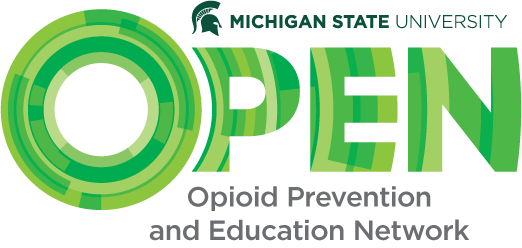 MICHIGAN STATE UNIVERSITY
OPEN
Opioid Prevention
and Education Network